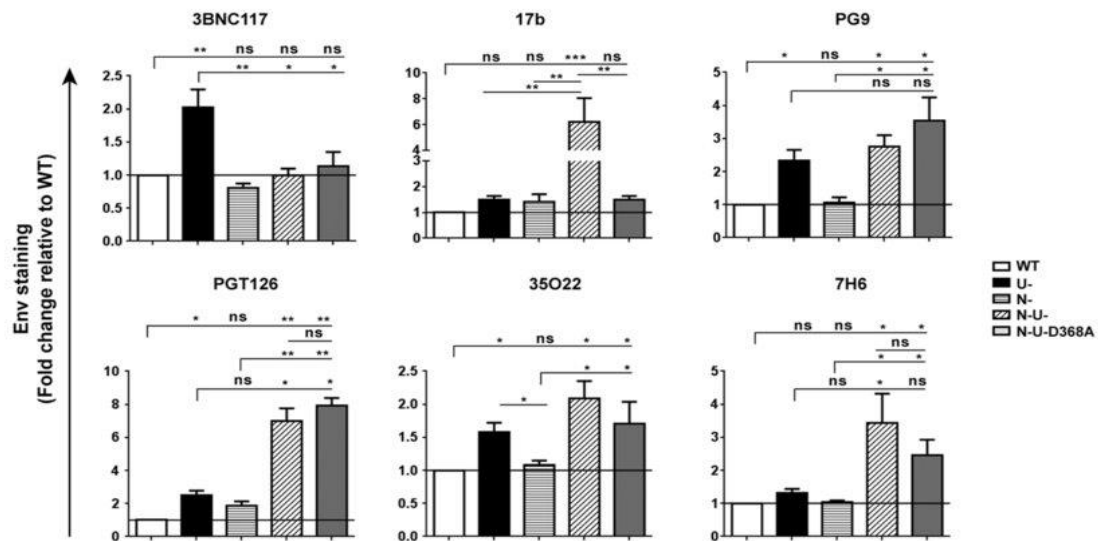 3BNC117
ns ns ns
**
** * *
2.5
2.0
1.5
1.0
0.5
0.0
17b
ns ns *** ns
** **
**
10
8
6
4
2
1
0
PG9
* ns * *
* *
ns ns
5
4
3
2
1
0
Env staining
(Fold change relative to WT)
PGT126
* ns ** **
ns
** **
ns * *
10
8
6
4
2
0
35O22
* ns * *
* *
*
2.5
2.0
1.5
1.0
0.5
0.0
7H6
ns ns * *
ns
* *
ns * ns
5
4
3
2
1
0
WT
U-
N-
N-U-
N-U-D368A